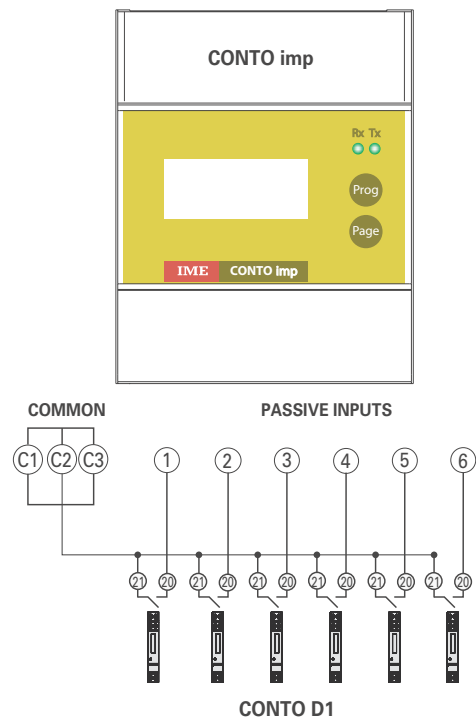 CONTO imp
Rx Tx
Prog
Page
IME CONTO imp
COMMON PASSIVE INPUTS
C1 C2 C3 1 2 3 4 5 6
21 20 21 20 21 20 21 20 21 20 21 20
CONTO D1